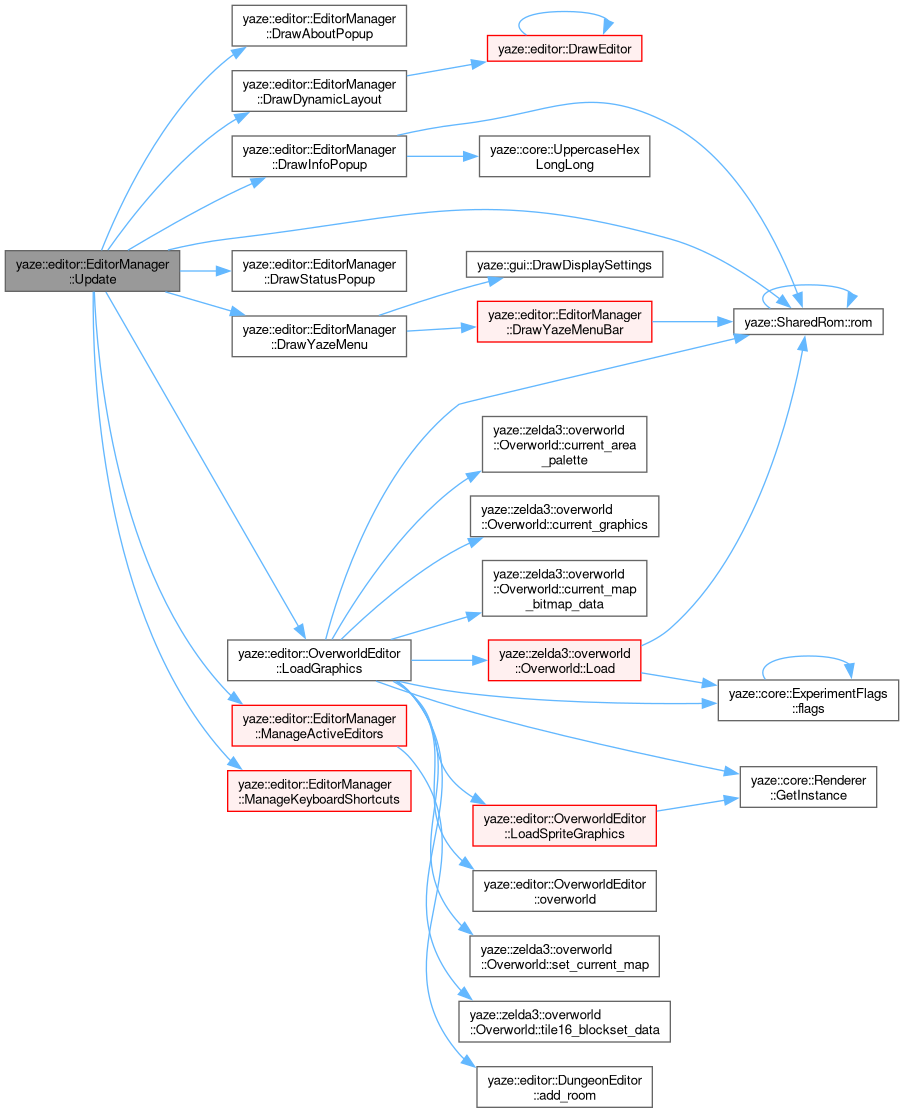 yaze::editor::EditorManager
::Update
yaze::editor::EditorManager
::DrawAboutPopup
yaze::editor::EditorManager
::DrawDynamicLayout
yaze::editor::DrawEditor
yaze::editor::EditorManager
::DrawInfoPopup
yaze::core::UppercaseHex
LongLong
yaze::editor::EditorManager
::DrawStatusPopup
yaze::gui::DrawDisplaySettings
yaze::editor::EditorManager
::DrawYazeMenu
yaze::editor::EditorManager
::DrawYazeMenuBar
yaze::SharedRom::rom
yaze::zelda3::overworld
::Overworld::current_area
_palette
yaze::zelda3::overworld
::Overworld::current_graphics
yaze::zelda3::overworld
::Overworld::current_map
_bitmap_data
yaze::editor::OverworldEditor
::LoadGraphics
yaze::zelda3::overworld
::Overworld::Load
yaze::core::ExperimentFlags
::flags
yaze::editor::EditorManager
::ManageActiveEditors
yaze::core::Renderer
::GetInstance
yaze::editor::EditorManager
::ManageKeyboardShortcuts
yaze::editor::OverworldEditor
::LoadSpriteGraphics
yaze::editor::OverworldEditor
::overworld
yaze::zelda3::overworld
::Overworld::set_current_map
yaze::zelda3::overworld
::Overworld::tile16_blockset_data
yaze::editor::DungeonEditor
::add_room